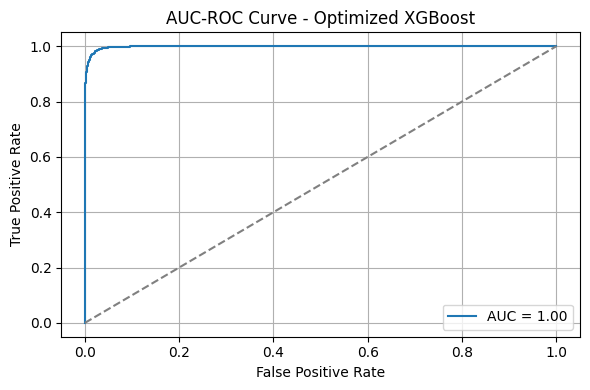 AUC-ROC Curve - Optimized XGBoost
True Positive Rate
1.0
0.8
0.6
0.4
0.2
0.0
AUC = 1.00
0.0 0.2 0.4 0.6 0.8 1.0
False Positive Rate